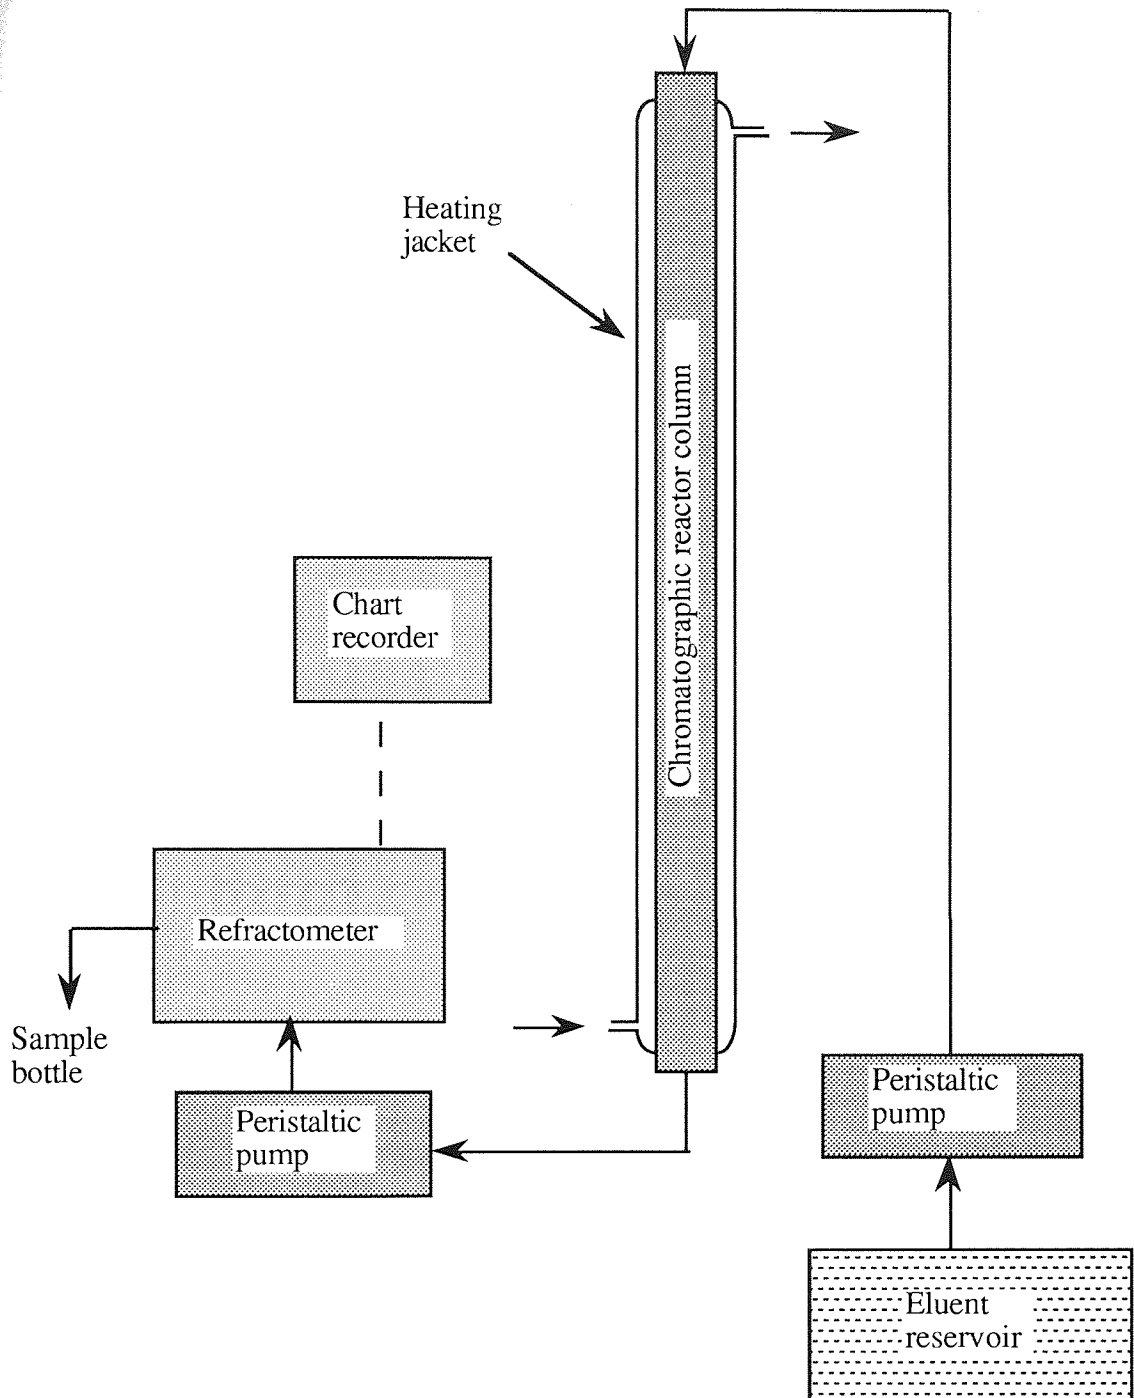 Heating
jacket
Chromatographic reactor column
Chart
recorder
Refractometer
Sample
bottle
Peristaltic
pump
Peristaltic
pump
Eluent
reservoir